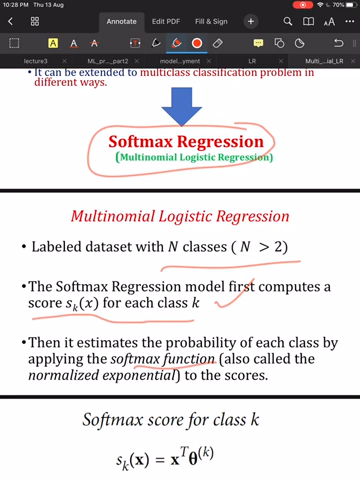 10:28 PM Thu 13 Aug
70%
Annotate Edit PDF Fill & Sign
lecture3 ML_pr..._part2 model...yment LR Multi..._ial_LR
• It can be extended to multiclass classification problem in
different ways.
Softmax Regression
(Multinomial Logistic Regression)
Multinomial Logistic Regression
• Labeled dataset with N classes ( N > 2)
• The Softmax Regression model first computes a
score sₖ(x) for each class k
• Then it estimates the probability of each class by
applying the softmax function (also called the
normalized exponential) to the scores.
Softmax score for class k
sₖ(x) = xᵀθ⁽ᵏ⁾